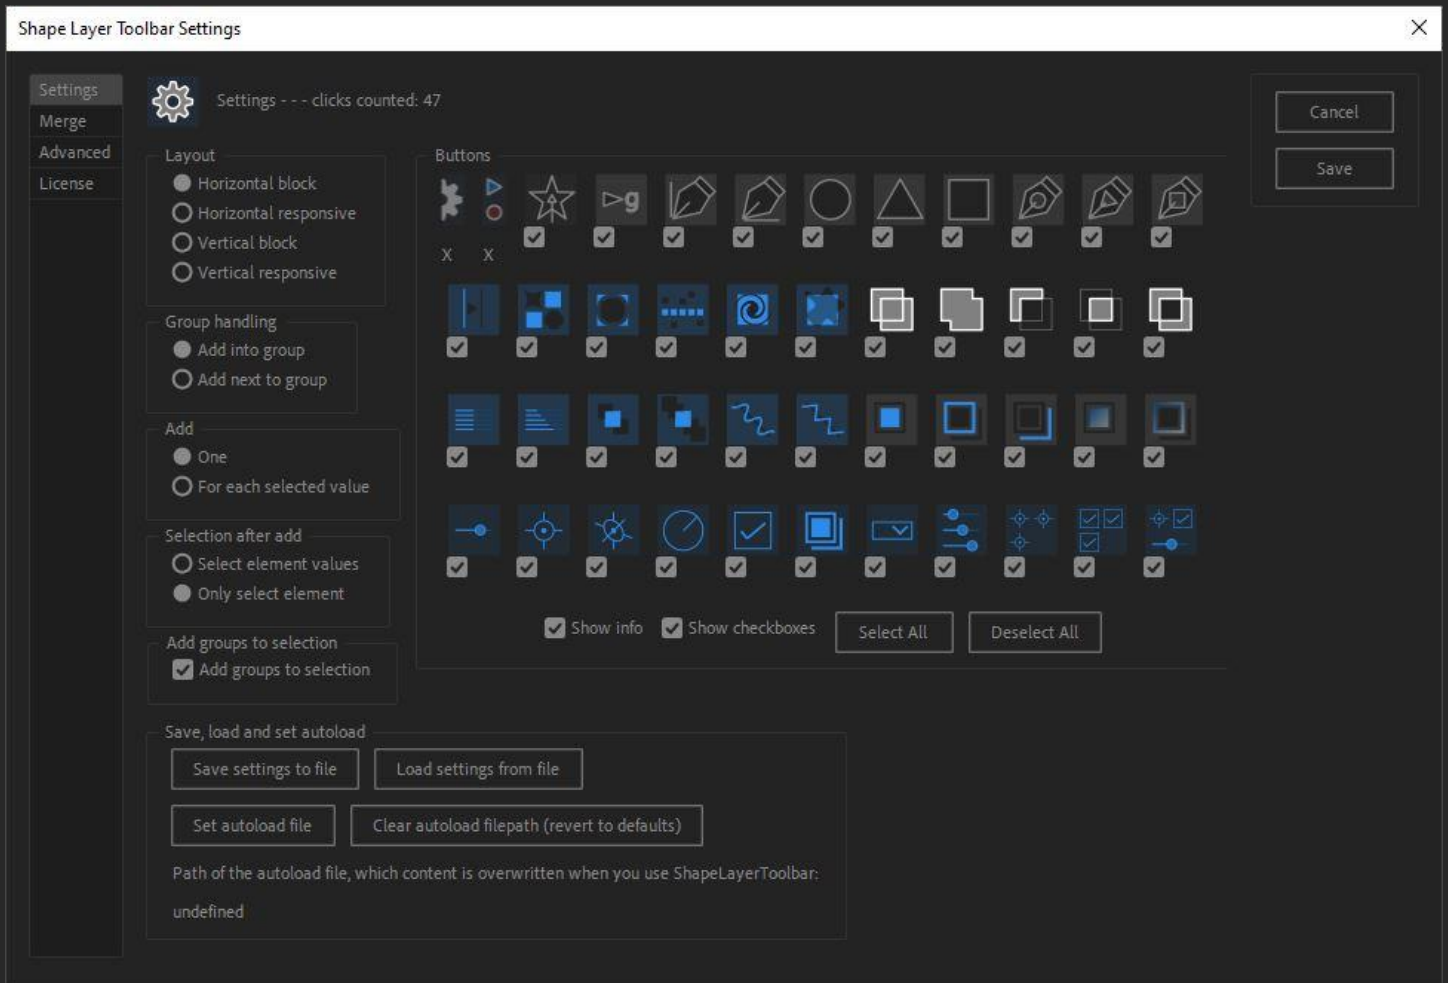 Shape Layer Toolbar Settings
Settings
Merge
Advanced
License
Settings - - - clicks counted: 47
Layout
Horizontal block
Horizontal responsive
Vertical block
Vertical responsive
Group handling
Add into group
Add next to group
Add
One
For each selected value
Selection after add
Select element values
Only select element
Add groups to selection
Add groups to selection
Buttons
g
X X
Show info
Show checkboxes
Select All
Deselect All
Cancel
Save
Save, load and set autoload
Save settings to file
Load settings from file
Set autoload file
Clear autoload filepath (revert to defaults)
Path of the autoload file, which content is overwritten when you use ShapeLayerToolbar:
undefined